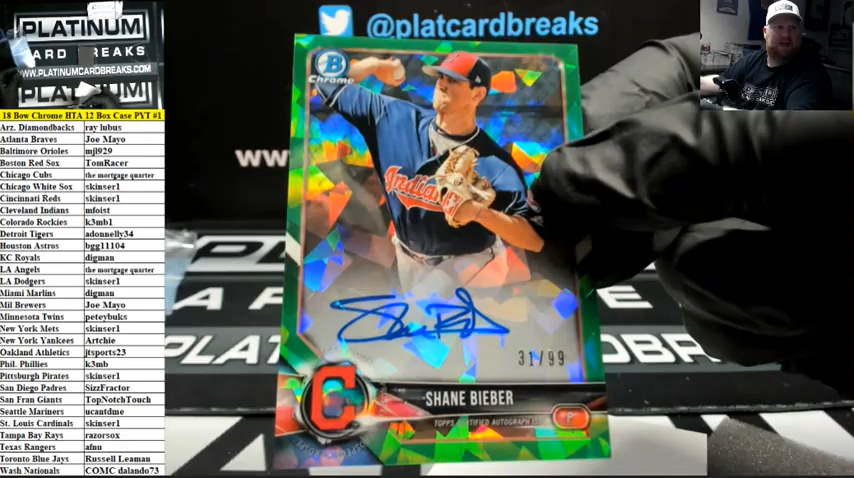 PLATINUM
ARD BREAKS
WWW.PLATINUMCARDBREAKS.COM
PLATINUM
18 Bow Chrome HTA 12 Box Case PYT #1
Arz. Diamondbacks ray lubus
Atlanta Braves Joe Mayo
Baltimore Orioles mjl929
Boston Red Sox TomRacer
Chicago Cubs the mortgage quarter
Chicago White Sox skinser1
Cincinnati Reds skinser1
Cleveland Indians mfoist
Colorado Rockies k3mb1
Detroit Tigers adonnelly34
Houston Astros bgg11104
KC Royals digman
LA Angels the mortgage quarter
LA Dodgers skinser1
Miami Marlins digman
Mil Brewers Joe Mayo
Minnesota Twins peteybuks
New York Mets skinser1
New York Yankees Artchie
Oakland Athletics jtsports23
Phil. Phillies k3mb
Pittsburgh Pirates skinser1
San Diego Padres SizzFractor
San Fran Giants TopNotchTouch
Seattle Mariners ucautdme
St. Louis Cardinals skinser1
Tampa Bay Rays razorsox
Texas Rangers afnu
Toronto Blue Jays Russell Leaman
Wash Nationals COMC dalando73
@platcardbreaks
ww
B
Chrome
Indians
31/99
C
SHANE BIEBER
P